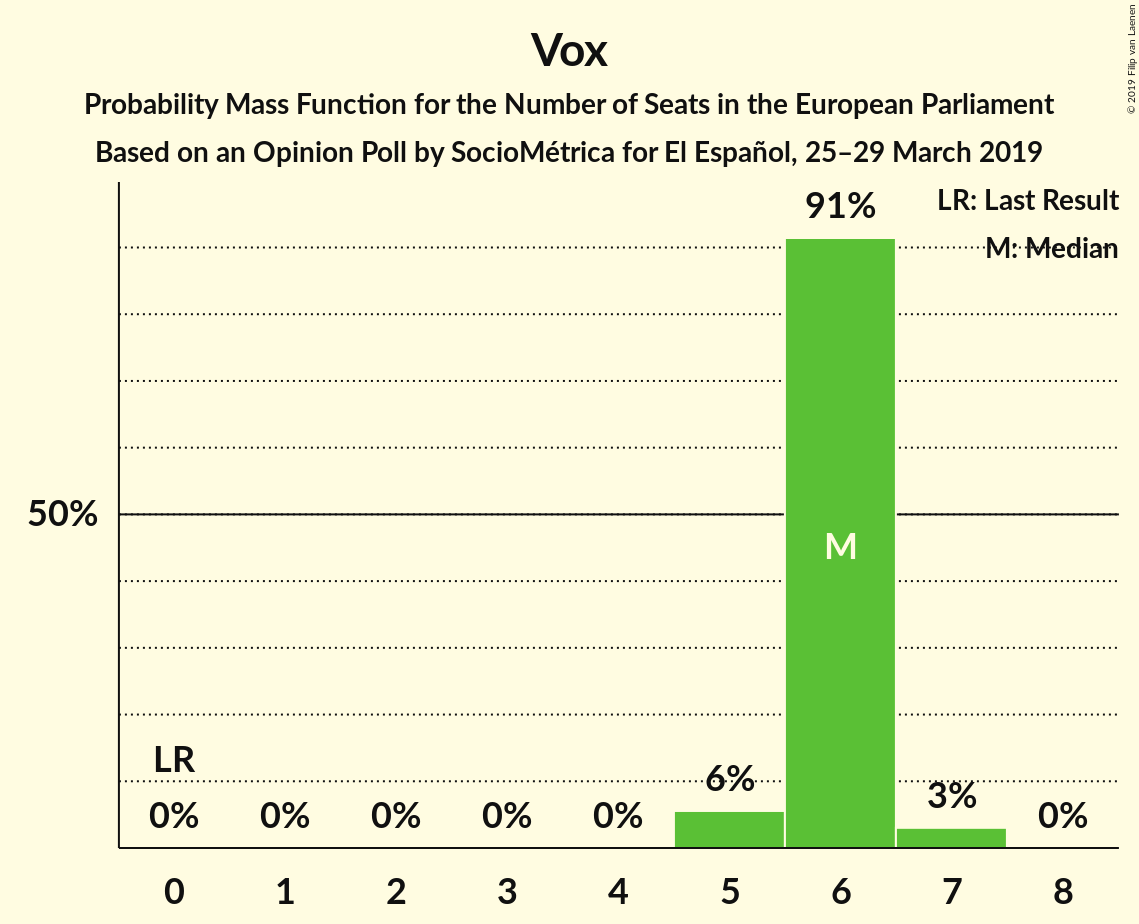 Vox
Probability Mass Function for the Number of Seats in the European Parliament
Based on an Opinion Poll by SocioMétrica for El Español, 25–29 March 2019
© 2019 Filip van Laenen
LR: Last Result
M: Median
91%
50%
M
LR
6%
3%
0% 0% 0% 0% 0% 0%
0 1 2 3 4 5 6 7 8